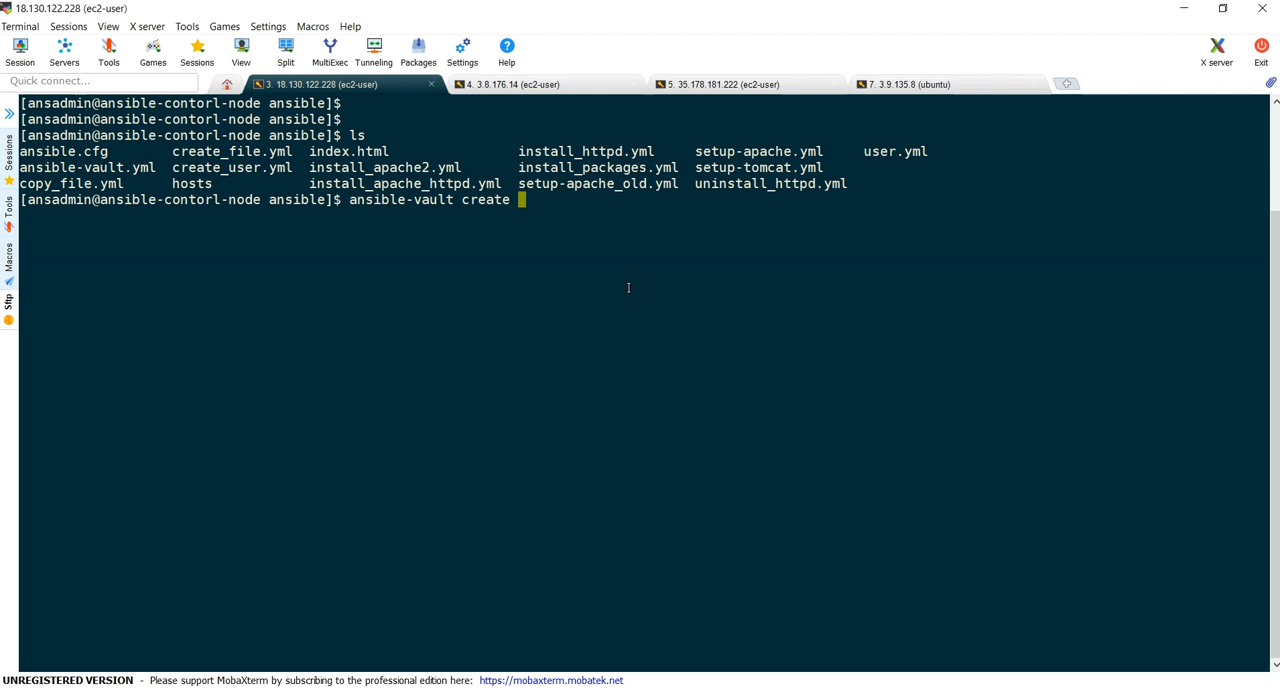 18.130.122.228 (ec2-user)
Terminal Sessions View X server Tools Games Settings Macros Help
Session Servers Tools Games Sessions View Split MultiExec Tunneling Packages Settings Help X server Exit
Quick connect... 3. 18.130.122.228 (ec2-user) 4. 3.8.176.14 (ec2-user) 5. 35.178.181.222 (ec2-user) 7. 3.9.135.8 (ubuntu)
[ansadmin@ansible-contorl-node ansible]$
[ansadmin@ansible-contorl-node ansible]$
[ansadmin@ansible-contorl-node ansible]$ ls
ansible.cfg create_file.yml index.html install_httpd.yml setup-apache.yml user.yml
ansible-vault.yml create_user.yml install_apache2.yml install_packages.yml setup-tomcat.yml
copy_file.yml hosts install_apache_httpd.yml setup-apache_old.yml uninstall_httpd.yml
[ansadmin@ansible-contorl-node ansible]$ ansible-vault create
Sessions
Tools
Macros
Sftp
UNREGISTERED VERSION - Please support MobaXterm by subscribing to the professional edition here: https://mobaxterm.mobatek.net